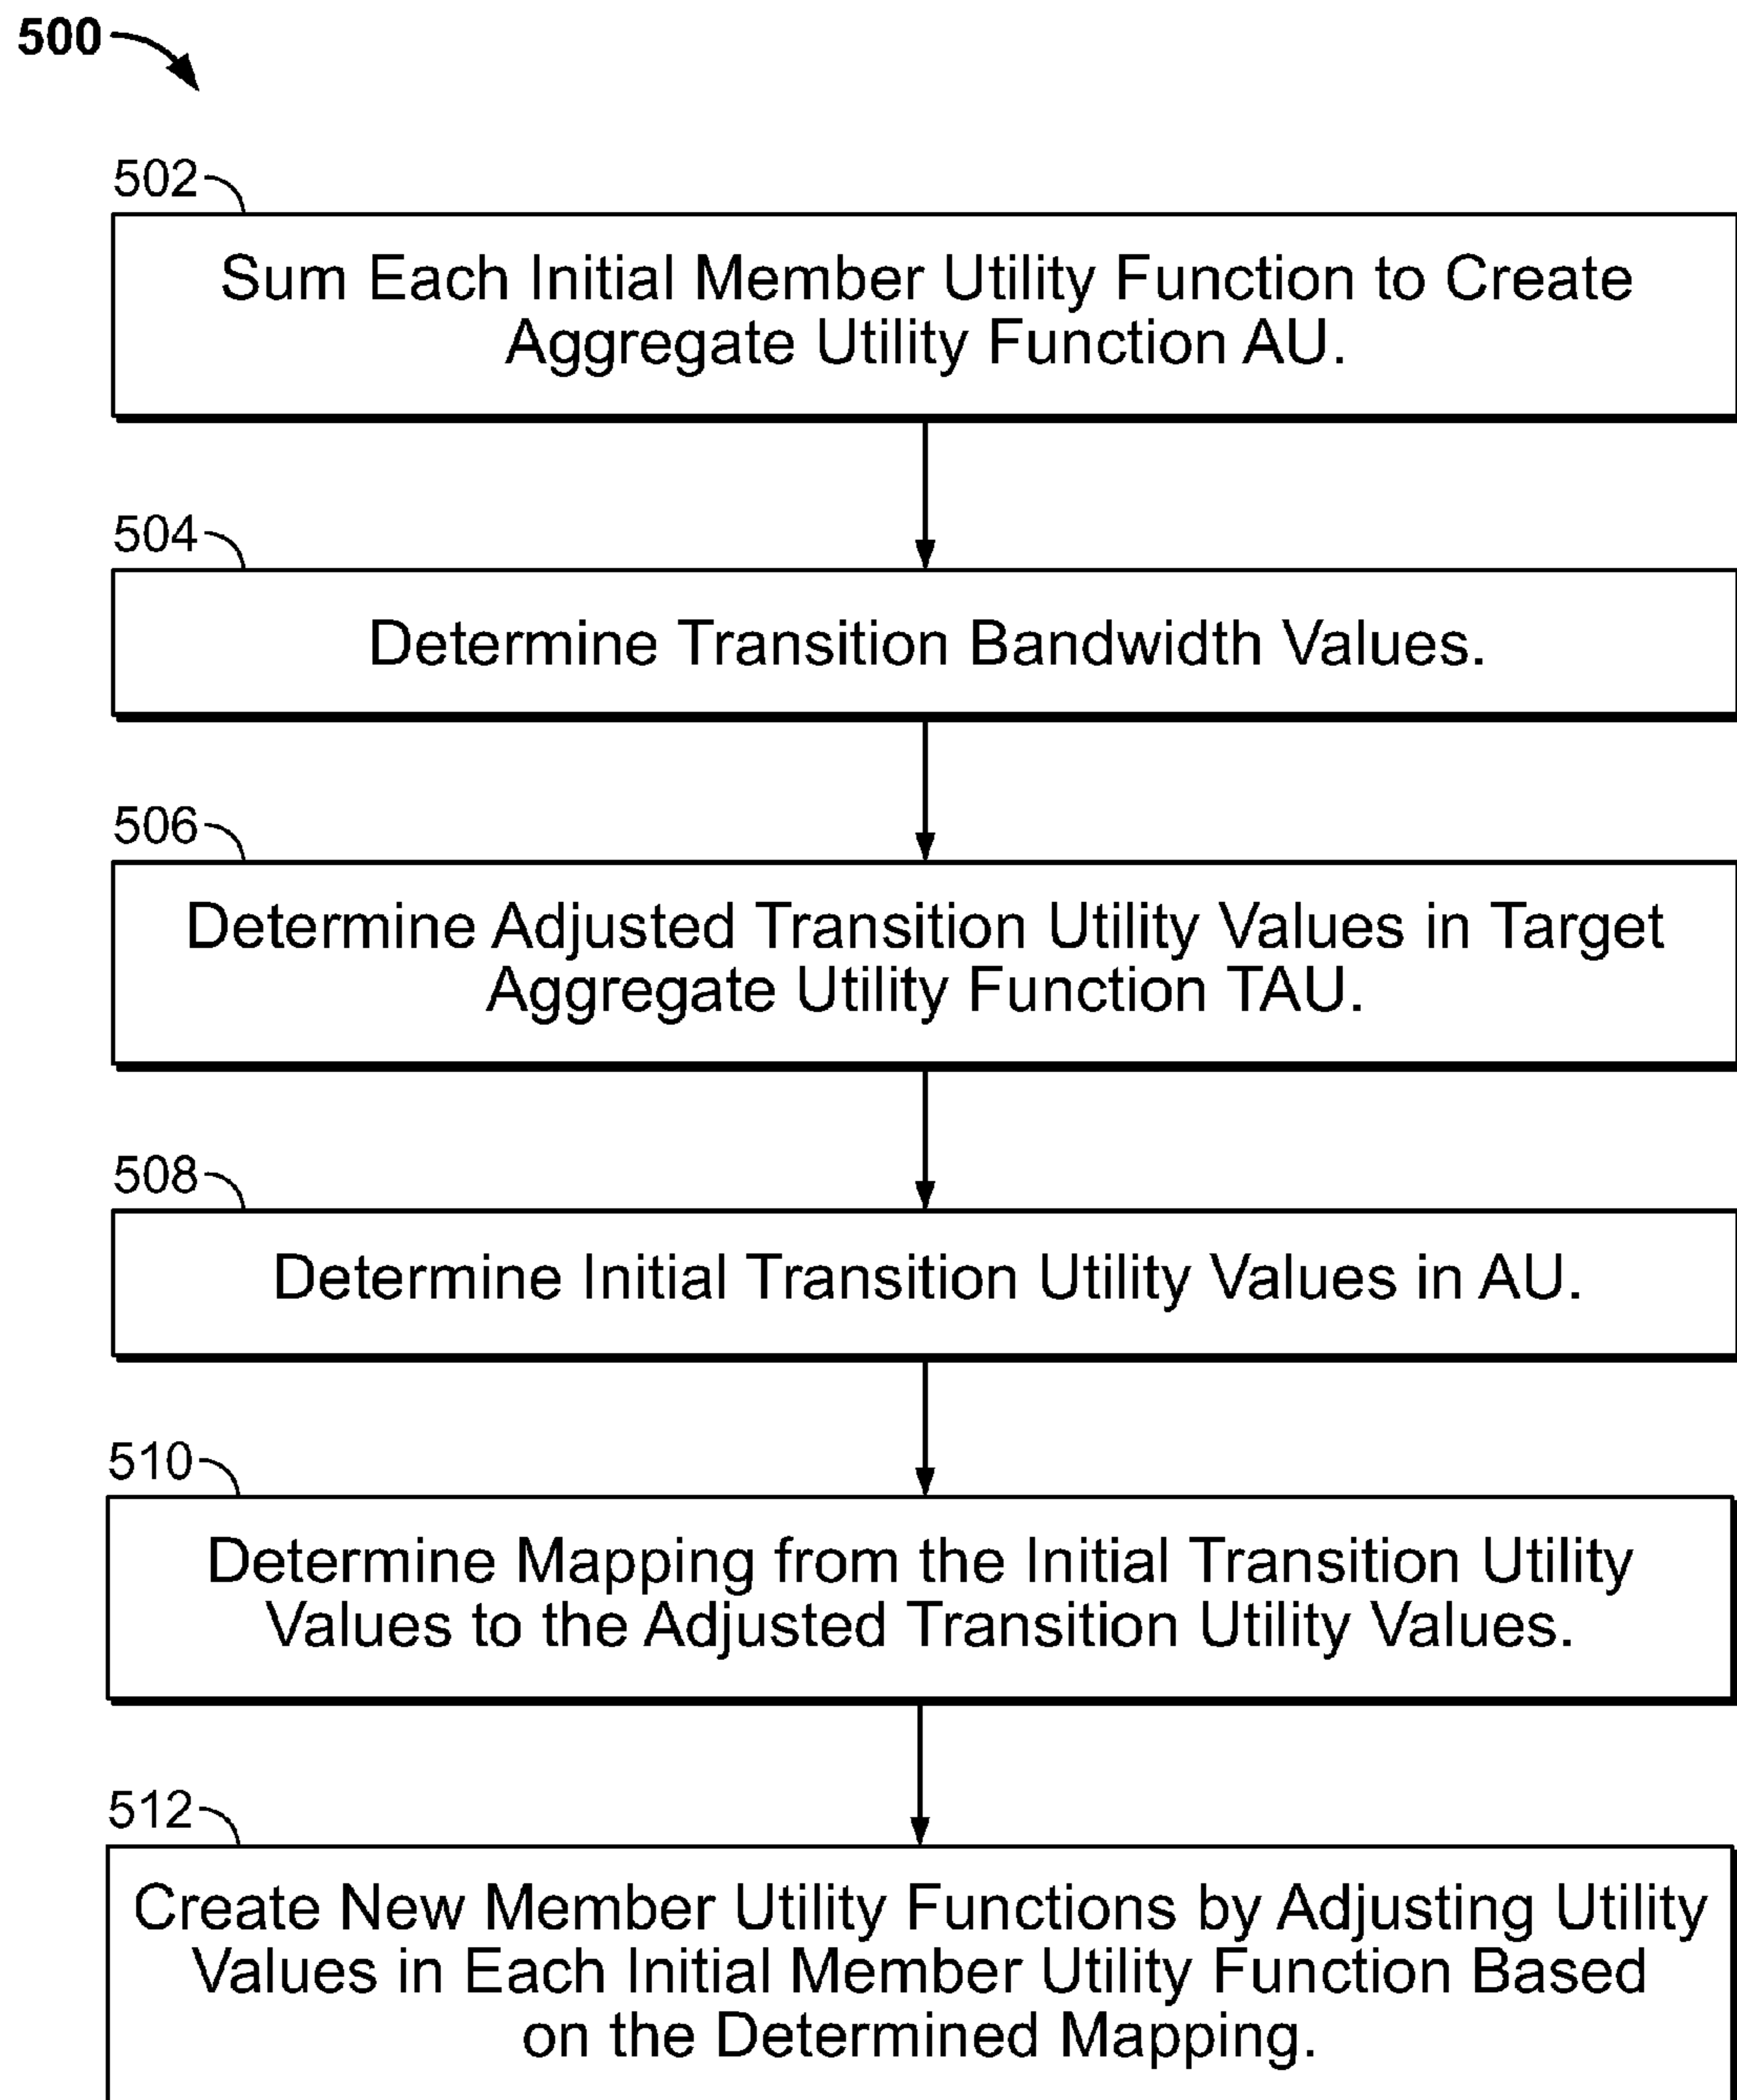 500
502
Sum Each Initial Member Utility Function to Create
Aggregate Utility Function AU.
504
Determine Transition Bandwidth Values.
506
Determine Adjusted Transition Utility Values in Target
Aggregate Utility Function TAU.
508
Determine Initial Transition Utility Values in AU.
510
Determine Mapping from the Initial Transition Utility
Values to the Adjusted Transition Utility Values.
512
Create New Member Utility Functions by Adjusting Utility
Values in Each Initial Member Utility Function Based
on the Determined Mapping.